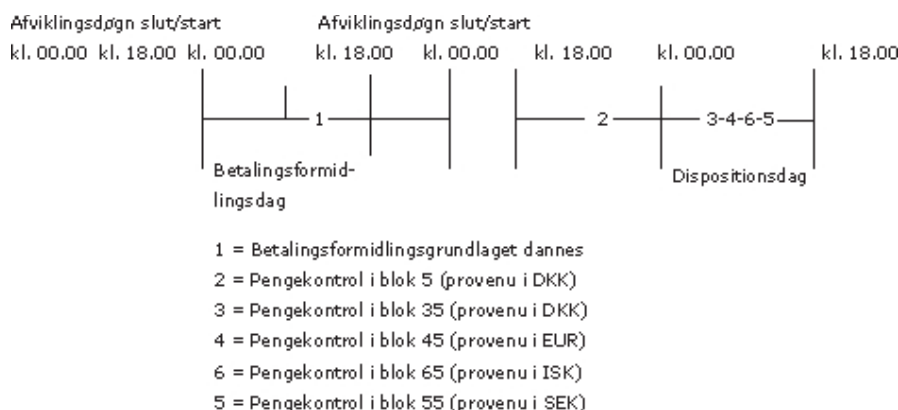 Afviklingsdøgn slut/start Afviklingsdøgn slut/start
kl. 00.00 kl. 18.00 kl. 00.00 kl. 18.00 kl. 00.00 kl. 18.00 kl. 00.00 kl. 18.00
1 2 3-4-6-5
Betalingsformid- Dispositionsdag
lingsdag
1 = Betalingsformidlingsgrundlaget dannes
2 = Pengekontrol i blok 5 (provenu i DKK)
3 = Pengekontrol i blok 35 (provenu i DKK)
4 = Pengekontrol i blok 45 (provenu i EUR)
6 = Pengekontrol i blok 65 (provenu i ISK)
5 = Pengekontrol i blok 55 (provenu i SEK)